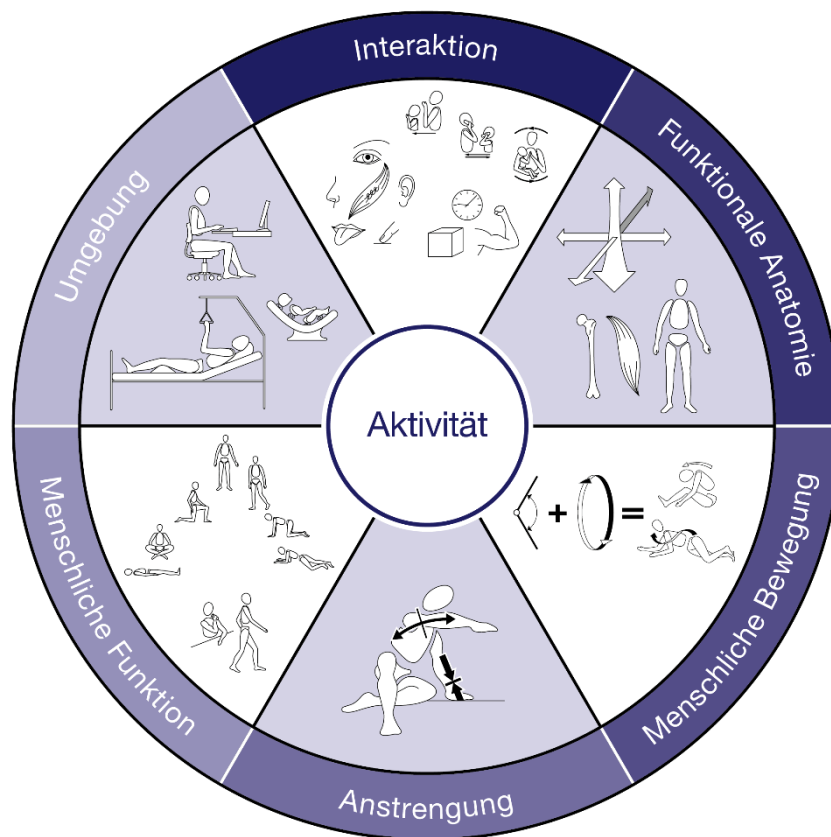 Interaktion
Funktionale Anatomie
Menschliche Bewegung
Anstrengung
Menschliche Funktion
Umgebung
Aktivität
+
=